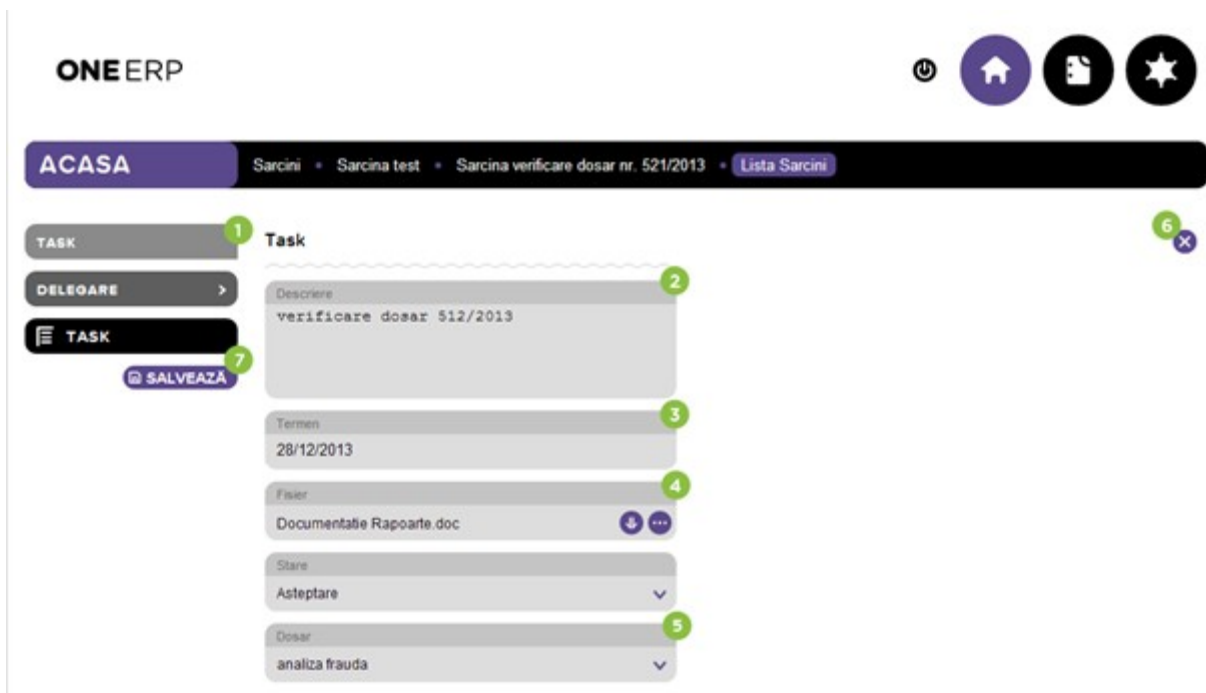 ONEERP
ACASA
Sarcini • Sarcina test • Sarcina verificare dosar nr. 521/2013 • Lista Sarcini
TASK
1
Task
6
DELEGARE
2
Descriere
verificare dosar 512/2013
TASK
7
SALVEAZĂ
3
Termen
28/12/2013
4
Fisier
Documentatie Rapoarte.doc
Stare
Asteptare
5
Dosar
analiza frauda